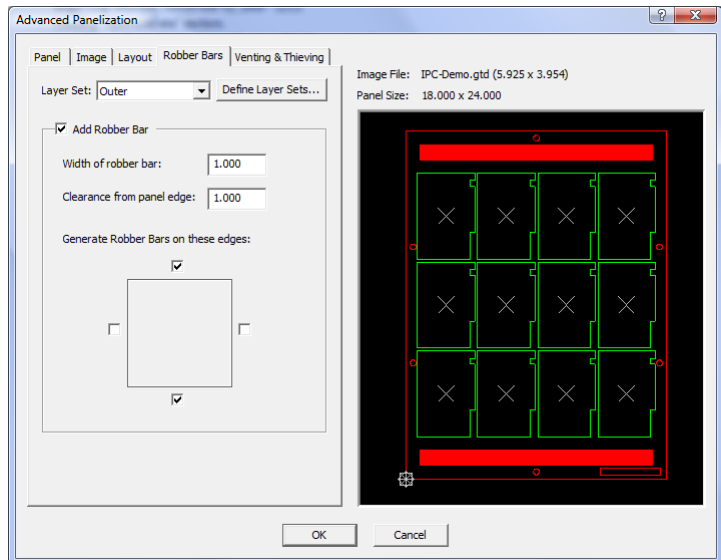 Advanced Panelization
Panel Image Layout Robber Bars Venting & Thieving
Layer Set: Outer Define Layer Sets...
Add Robber Bar
Width of robber bar: 1.000
Clearance from panel edge: 1.000
Generate Robber Bars on these edges:
Image File: IPC-Demo.gtd (5.925 x 3.954)
Panel Size: 18.000 x 24.000
OK Cancel